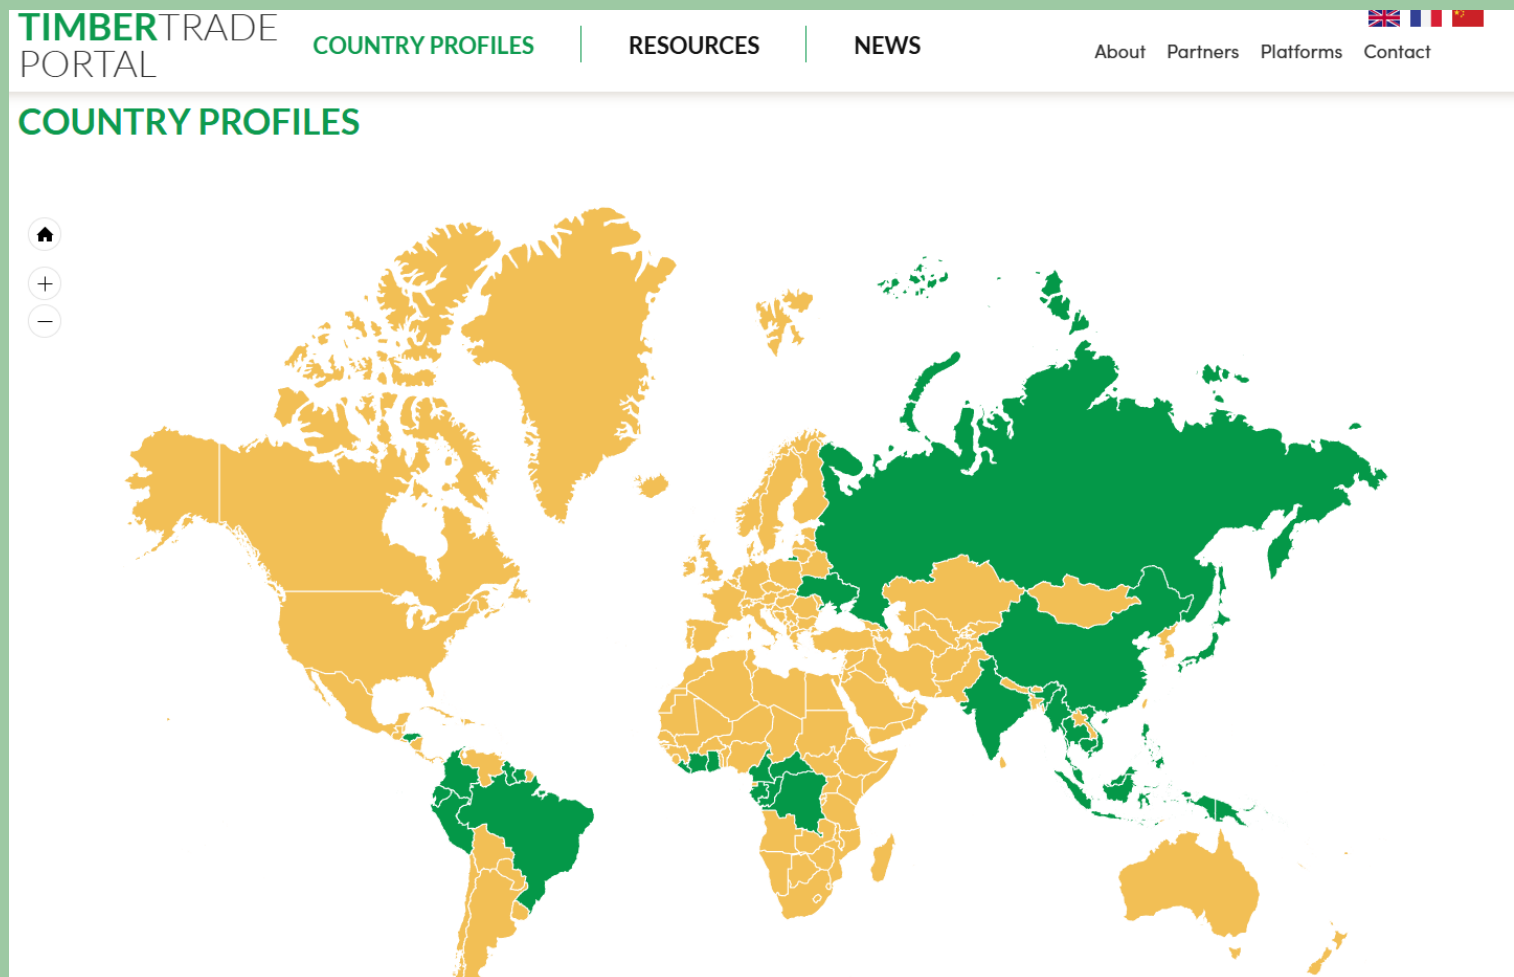 TIMBERTRADE
PORTAL
COUNTRY PROFILES
RESOURCES
NEWS
About
Partners
Platforms
Contact
COUNTRY PROFILES